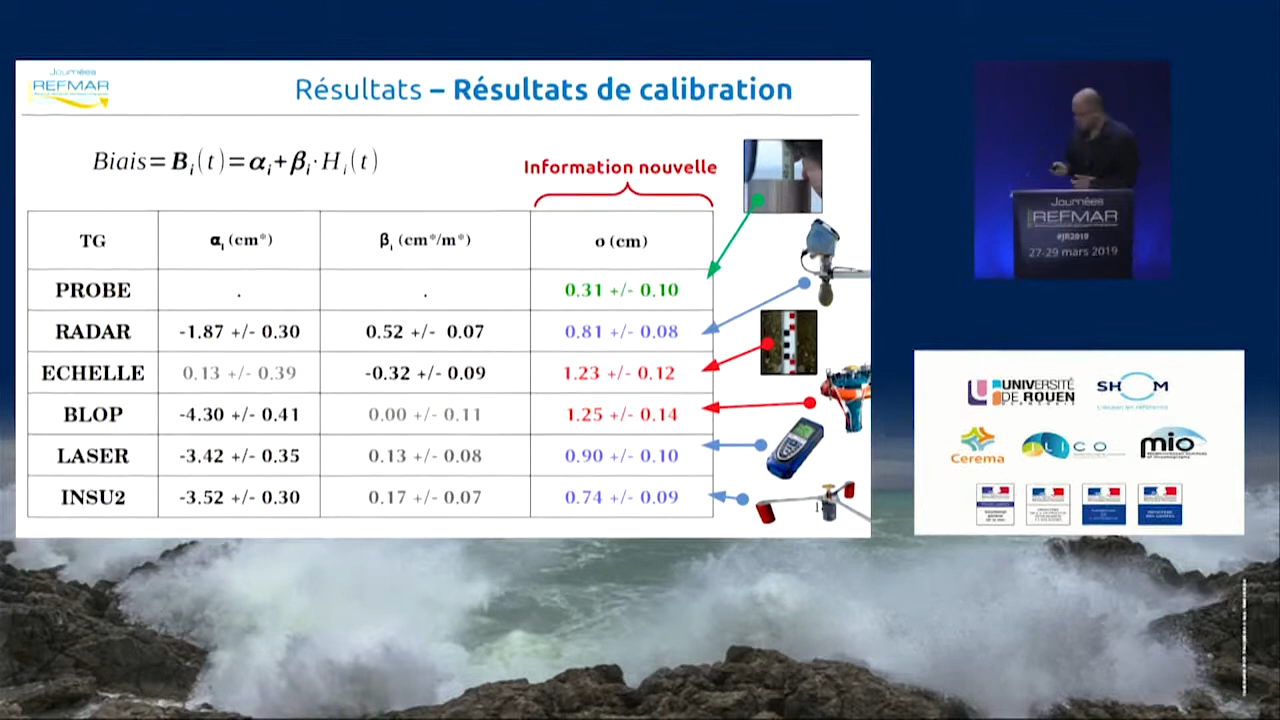 Journées
REFMAR
Résultats – Résultats de calibration
Biais=Bi(t)=αi+βi·Hi(t)
Information nouvelle
TG αi (cm*) βi (cm*/m*) σ (cm)
PROBE . . 0.31 +/- 0.10
RADAR -1.87 +/- 0.30 0.52 +/- 0.07 0.81 +/- 0.08
ECHELLE 0.13 +/- 0.39 -0.32 +/- 0.09 1.23 +/- 0.12
BLOP -4.30 +/- 0.41 0.00 +/- 0.11 1.25 +/- 0.14
LASER -3.42 +/- 0.35 0.13 +/- 0.08 0.90 +/- 0.10
INSU2 -3.52 +/- 0.30 0.17 +/- 0.07 0.74 +/- 0.09
Journées
REFMAR
#JR2019
27-29 mars 2019
UNIVERSITÉ
DE ROUEN
SHOM
L'océan en référence
Cerema
ILICO
mio